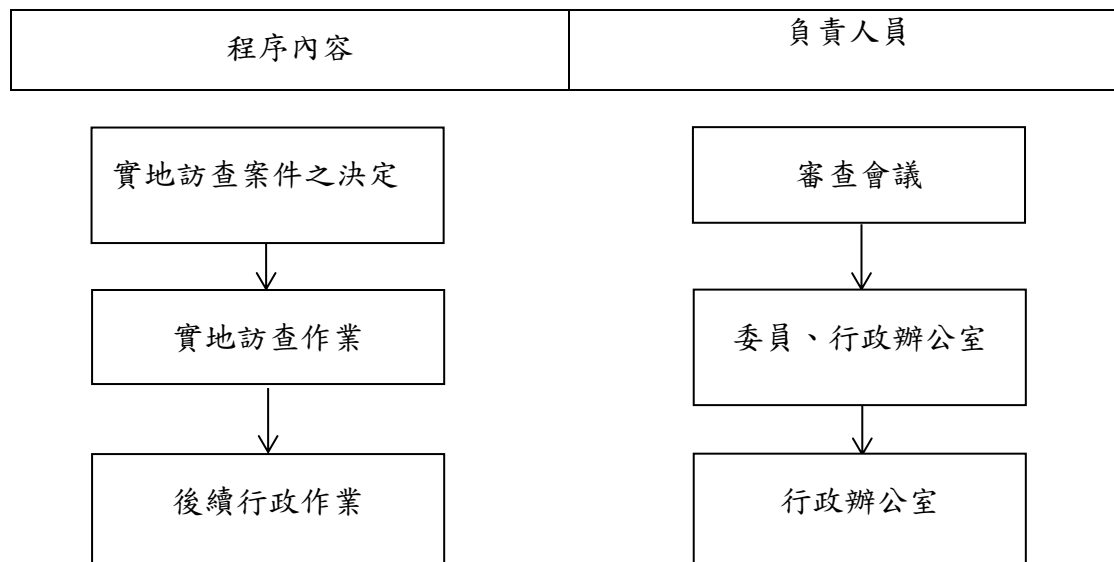 程序內容
負責人員
實地訪查案件之決定
審查會議
實地訪查作業
委員、行政辦公室
後續行政作業
行政辦公室